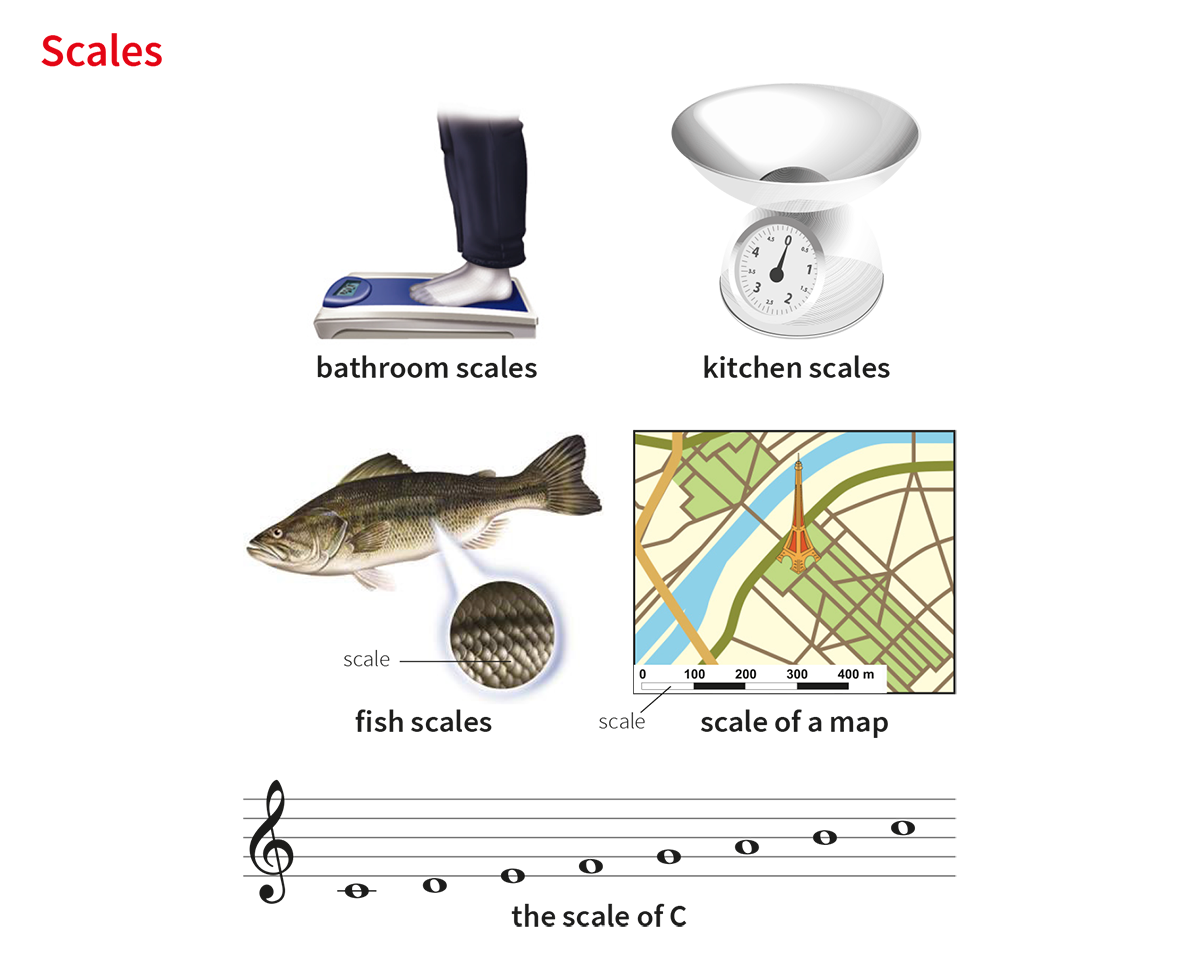 Scales
0
0.5
1
1.5
2
2.5
3
3.5
4
4.5
bathroom scales
kitchen scales
scale
0 100 200 300 400 m
scale
fish scales
scale of a map
the scale of C